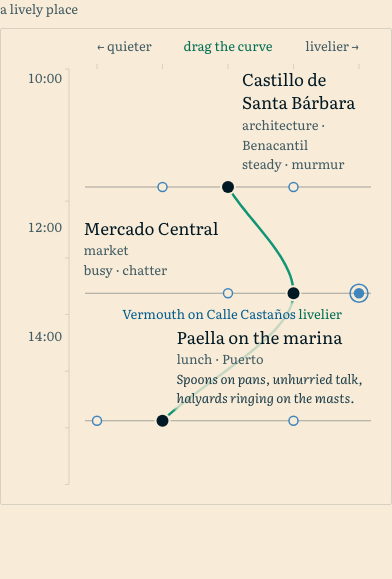 a lively place
← quieter drag the curve livelier →
10:00
Castillo de
Santa Bárbara
architecture ·
Benacantil
steady · murmur
12:00
Mercado Central
market
busy · chatter
Vermouth on Calle Castaños livelier
14:00
Paella on the marina
lunch · Puerto
Spoons on pans, unhurried talk,
halyards ringing on the masts.